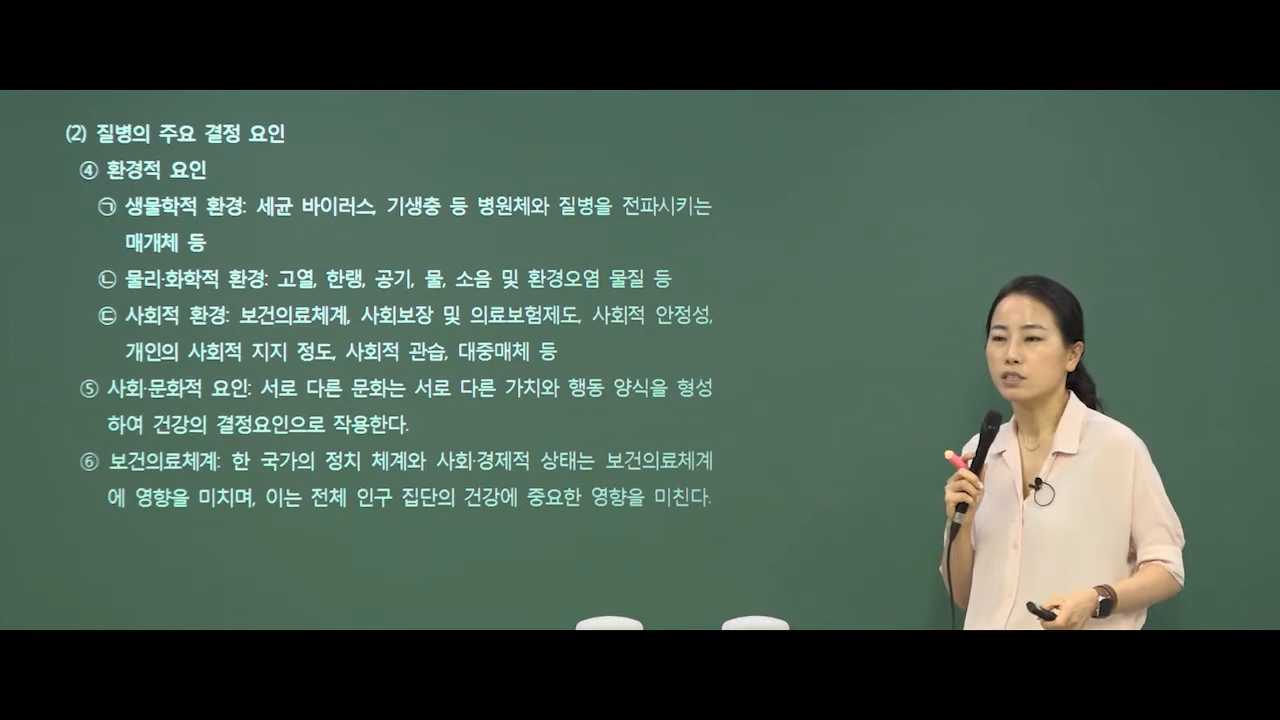 (2) 질병의 주요 결정 요인
④ 환경적 요인
㉠ 생물학적 환경: 세균 바이러스, 기생충 등 병원체와 질병을 전파시키는
매개체 등
㉡ 물리·화학적 환경: 고열, 한랭, 공기, 물, 소음 및 환경오염 물질 등
㉢ 사회적 환경: 보건의료체계, 사회보장 및 의료보험제도, 사회적 안정성,
개인의 사회적 지지 정도, 사회적 관습, 대중매체 등
⑤ 사회·문화적 요인: 서로 다른 문화는 서로 다른 가치와 행동 양식을 형성
하여 건강의 결정요인으로 작용한다.
⑥ 보건의료체계: 한 국가의 정치 체계와 사회·경제적 상태는 보건의료체계
에 영향을 미치며, 이는 전체 인구 집단의 건강에 중요한 영향을 미친다.